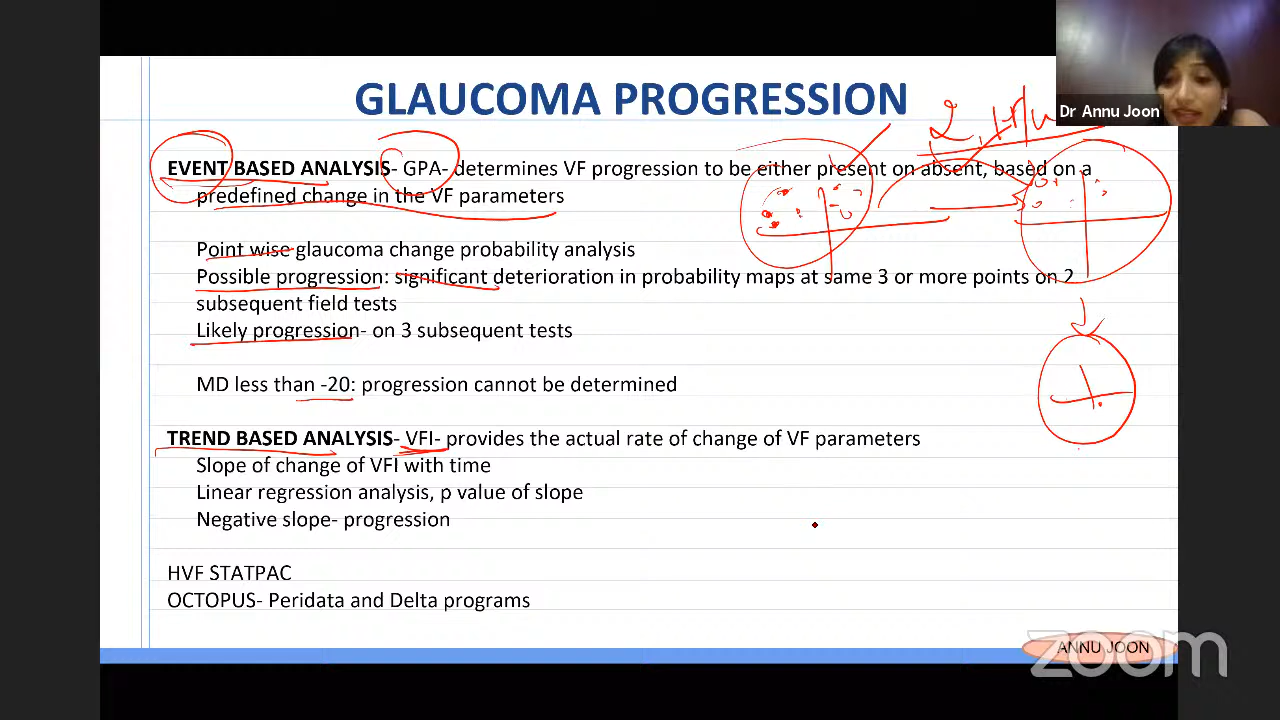 GLAUCOMA PROGRESSION
Dr Annu Joon
EVENT BASED ANALYSIS- GPA- determines VF progression to be either present on absent, based on a
predefined change in the VF parameters
Point wise glaucoma change probability analysis
Possible progression: significant deterioration in probability maps at same 3 or more points on 2
subsequent field tests
Likely progression- on 3 subsequent tests
MD less than -20: progression cannot be determined
TREND BASED ANALYSIS- VFI- provides the actual rate of change of VF parameters
Slope of change of VFI with time
Linear regression analysis, p value of slope
Negative slope- progression
HVF STATPAC
OCTOPUS- Peridata and Delta programs
ANNU JOON
zoom